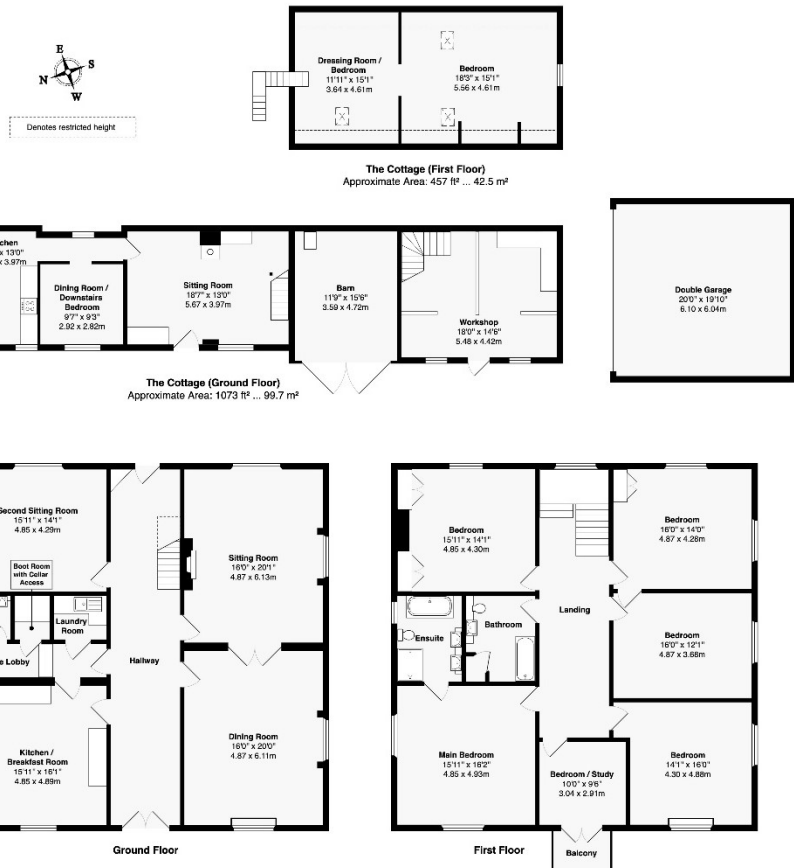 E
S
N
W
Denotes restricted height
Dressing Room /
Bedroom
11'11" x 15'1"
3.64 x 4.61m
Bedroom
18'3" x 15'1"
5.56 x 4.61m
The Cottage (First Floor)
Approximate Area: 457 ft² ... 42.5 m²
chen
x 13'0"
x 3.97m
Dining Room /
Downstairs
Bedroom
9'7" x 9'3"
2.92 x 2.82m
Sitting Room
18'7" x 13'0"
5.67 x 3.97m
Barn
11'9" x 15'6"
3.59 x 4.72m
Workshop
18'0" x 14'6"
5.48 x 4.42m
Double Garage
20'0" x 19'10"
6.10 x 6.04m
The Cottage (Ground Floor)
Approximate Area: 1073 ft² ... 99.7 m²
Second Sitting Room
15'11" x 14'1"
4.85 x 4.29m
Boot Room
with Cellar
Access
Laundry
Room
e Lobby
Kitchen /
Breakfast Room
15'11" x 16'1"
4.85 x 4.89m
Hallway
Sitting Room
16'0" x 20'1"
4.87 x 6.13m
Dining Room
16'0" x 20'0"
4.87 x 6.11m
Ground Floor
Bedroom
15'11" x 14'1"
4.85 x 4.30m
Ensuite
Bathroom
Landing
Bedroom
16'0" x 14'0"
4.87 x 4.28m
Bedroom
16'0" x 12'1"
4.87 x 3.68m
Main Bedroom
15'11" x 16'2"
4.85 x 4.93m
Bedroom / Study
10'0" x 9'6"
3.04 x 2.91m
Bedroom
14'1" x 16'0"
4.30 x 4.88m
First Floor
Balcony